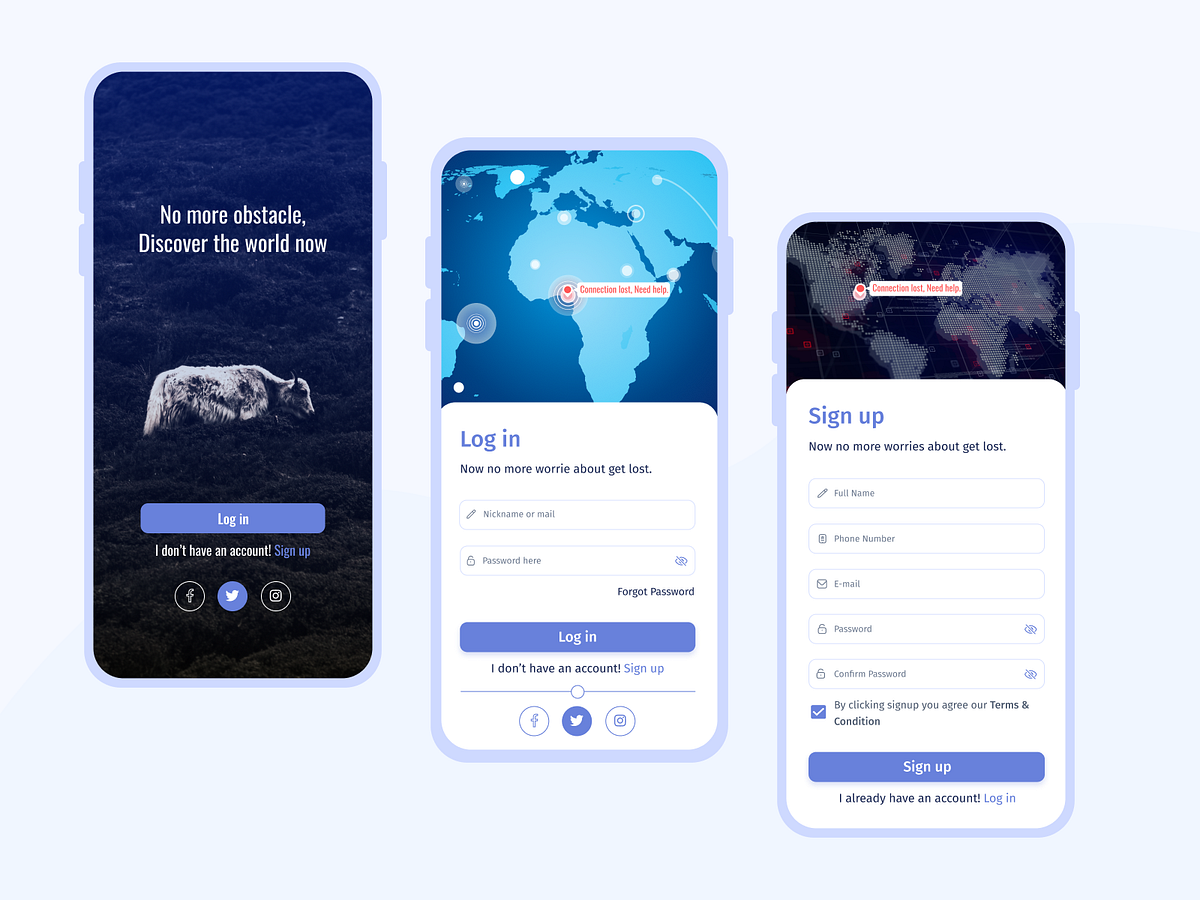 No more obstacle,
Discover the world now
Log in
I don't have an account! Sign up
Connection lost, Need help.
Log in
Now no more worrie about get lost.
Nickname or mail
Password here
Forgot Password
Log in
I don't have an account! Sign up
Connection lost, Need help.
Sign up
Now no more worries about get lost.
Full Name
Phone Number
E-mail
Password
Confirm Password
By clicking signup you agree our Terms &
Condition
Sign up
I already have an account! Log in